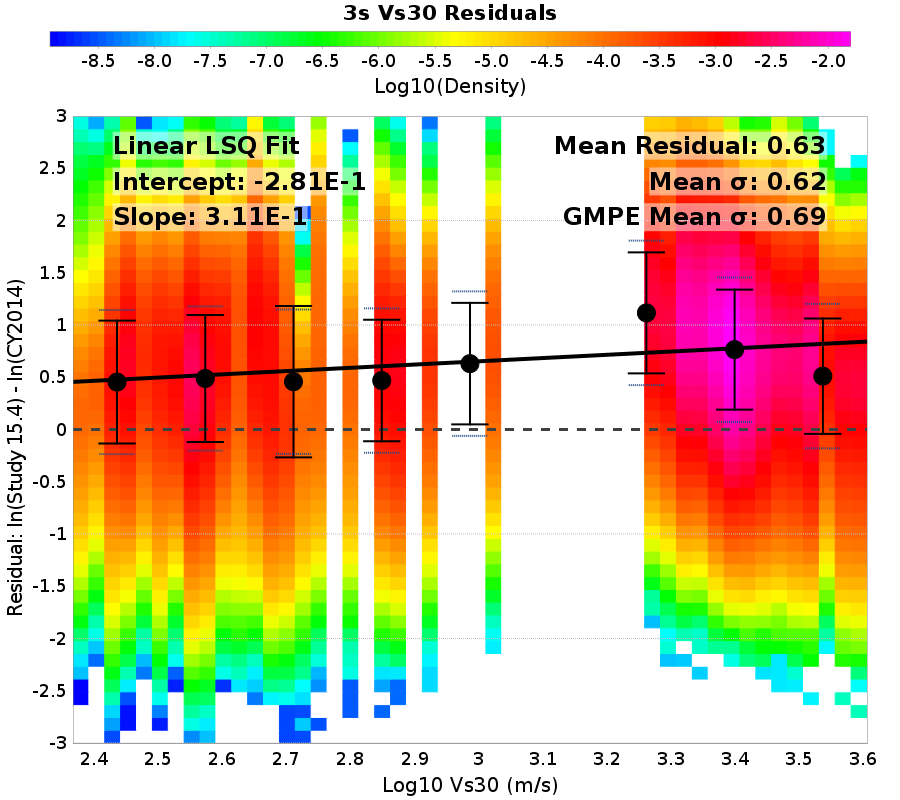 3s Vs30 Residuals
-8.5 -8.0 -7.5 -7.0 -6.5 -6.0 -5.5 -5.0 -4.5 -4.0 -3.5 -3.0 -2.5 -2.0
Log10(Density)
Linear LSQ Fit
Intercept: -2.81E-1
Slope: 3.11E-1
Mean Residual: 0.63
Mean σ: 0.62
GMPE Mean σ: 0.69
Residual: ln(Study 15.4) - ln(CY2014)
3
2.5
2
1.5
1
0.5
0
-0.5
-1
-1.5
-2
-2.5
-3
2.4 2.5 2.6 2.7 2.8 2.9 3 3.1 3.2 3.3 3.4 3.5 3.6
Log10 Vs30 (m/s)